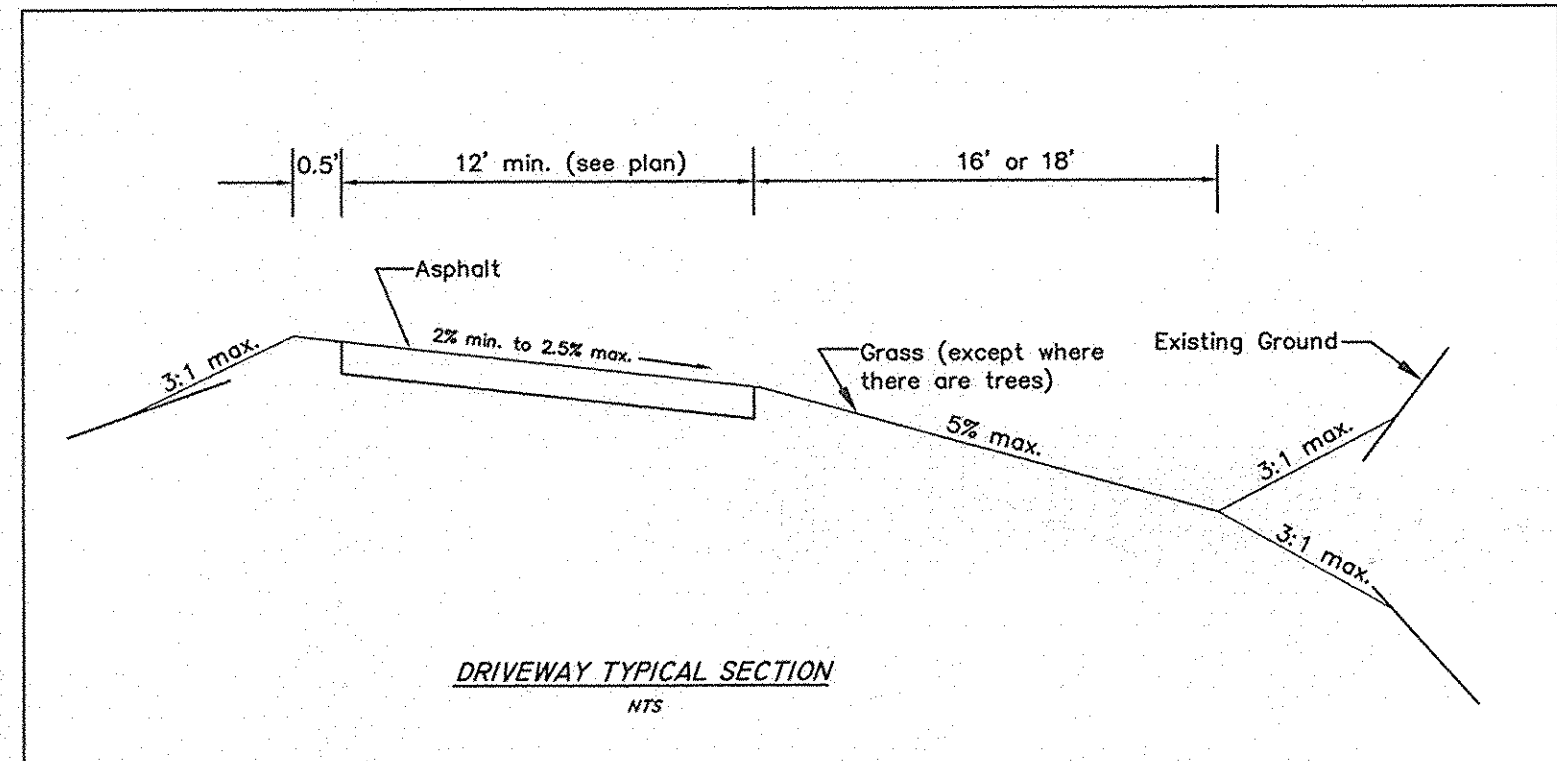 0.5'
12' min. (see plan)
16' or 18'
Asphalt
2% min. to 2.5% max.
3:1 max.
Grass (except where
there are trees)
Existing Ground
5% max.
3:1 max.
3:1 max.
DRIVEWAY TYPICAL SECTION
NTS